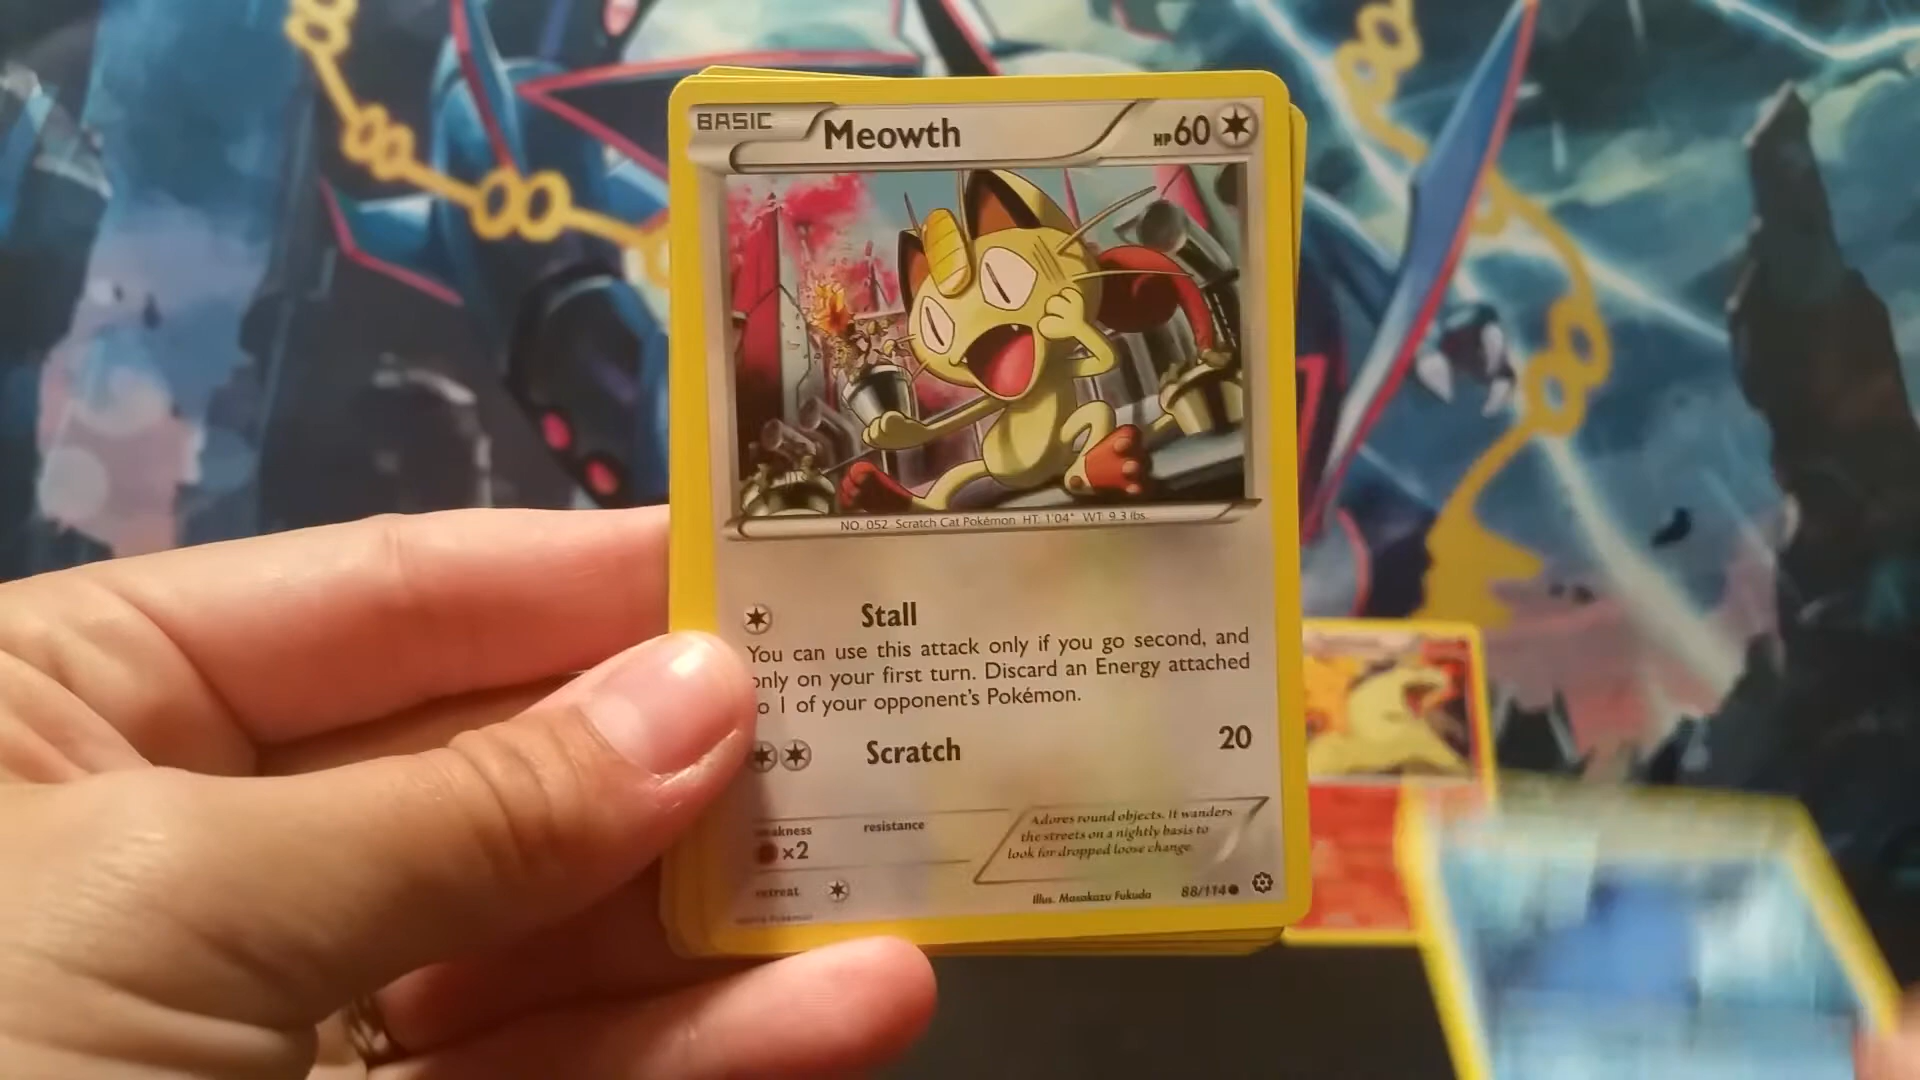 BASIC Meowth HP60
NO. 052 Scratch Cat Pokémon HT: 1'04" WT: 9.3 lbs.
Stall
You can use this attack only if you go second, and
only on your first turn. Discard an Energy attached
o 1 of your opponent's Pokémon.
Scratch 20
weakness resistance
×2
retreat
Adores round objects. It wanders
the streets on a nightly basis to
look for dropped loose change.
Illus. Masakazu Fukuda 88/114